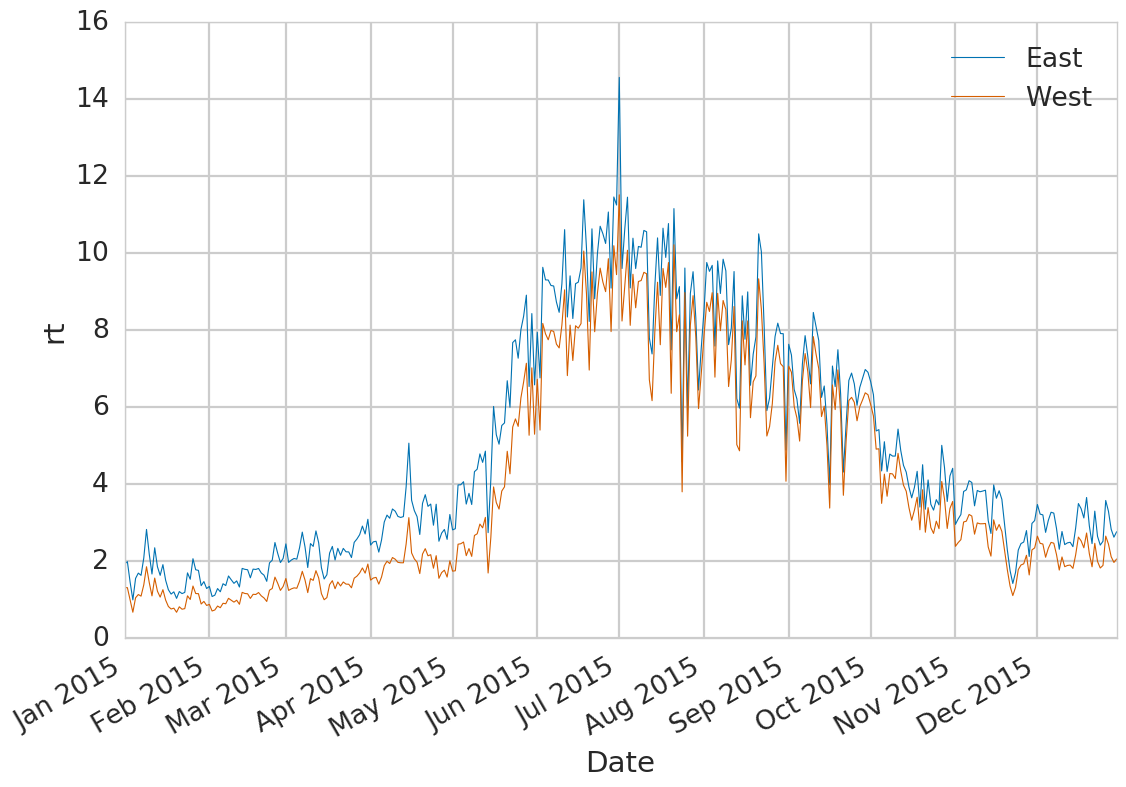 16
14
12
10
8
6
4
2
0
rt
East
West
Jan 2015
Feb 2015
Mar 2015
Apr 2015
May 2015
Jun 2015
Jul 2015
Aug 2015
Sep 2015
Oct 2015
Nov 2015
Dec 2015
Date